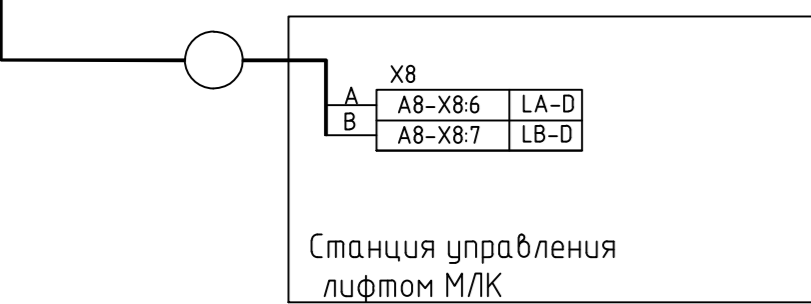 X8
A A8-X8:6 LA-D
B A8-X8:7 LB-D
Станция управления
лифтом МЛК